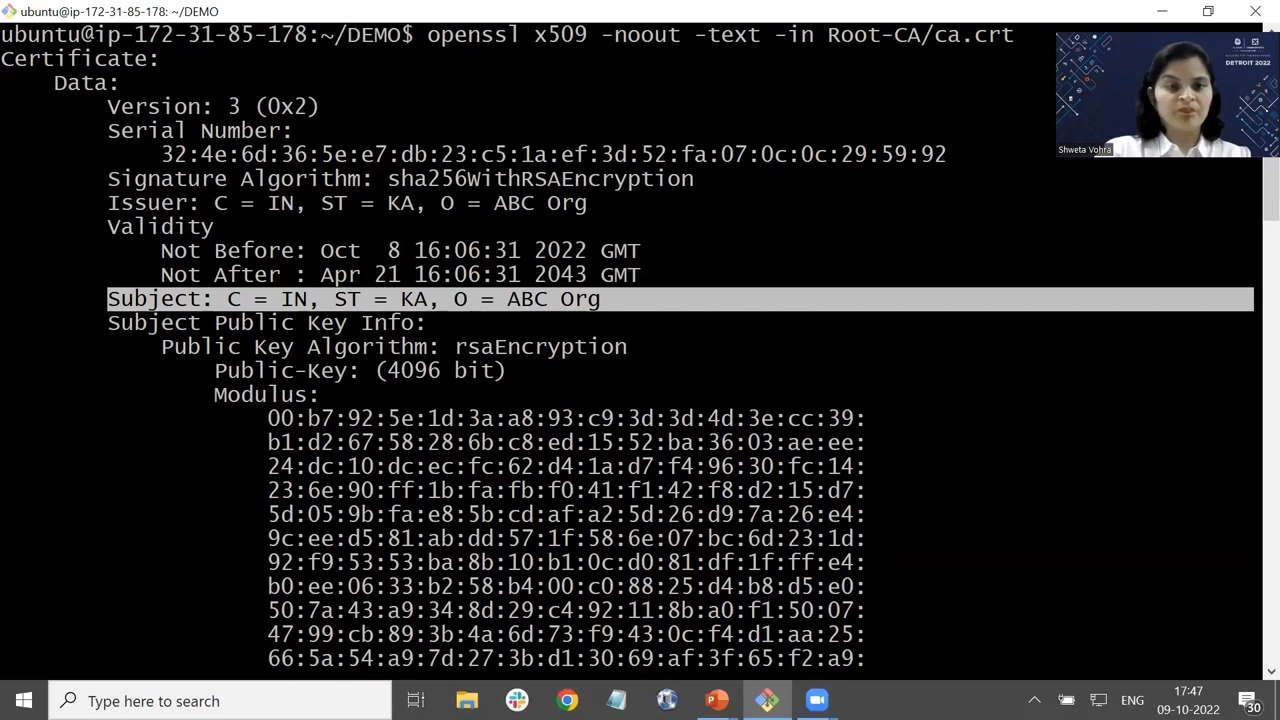 ubuntu@ip-172-31-85-178: ~/DEMO
ubuntu@ip-172-31-85-178:~/DEMO$ openssl x509 -noout -text -in Root-CA/ca.crt
Certificate:
Data:
Version: 3 (0x2)
Serial Number:
32:4e:6d:36:5e:e7:db:23:c5:1a:ef:3d:52:fa:07:0c:0c:29:59:92
Signature Algorithm: sha256WithRSAEncryption
Issuer: C = IN, ST = KA, O = ABC Org
Validity
Not Before: Oct  8 16:06:31 2022 GMT
Not After : Apr 21 16:06:31 2043 GMT
Subject: C = IN, ST = KA, O = ABC Org
Subject Public Key Info:
Public Key Algorithm: rsaEncryption
Public-Key: (4096 bit)
Modulus:
00:b7:92:5e:1d:3a:a8:93:c9:3d:3d:4d:3e:cc:39:
b1:d2:67:58:28:6b:c8:ed:15:52:ba:36:03:ae:ee:
24:dc:10:dc:ec:fc:62:d4:1a:d7:f4:96:30:fc:14:
23:6e:90:ff:1b:fa:fb:f0:41:f1:42:f8:d2:15:d7:
5d:05:9b:fa:e8:5b:cd:af:a2:5d:26:d9:7a:26:e4:
9c:ee:d5:81:ab:dd:57:1f:58:6e:07:bc:6d:23:1d:
92:f9:53:53:ba:8b:10:b1:0c:d0:81:df:1f:ff:e4:
b0:ee:06:33:b2:58:b4:00:c0:88:25:d4:b8:d5:e0:
50:7a:43:a9:34:8d:29:c4:92:11:8b:a0:f1:50:07:
47:99:cb:89:3b:4a:6d:73:f9:43:0c:f4:d1:aa:25:
66:5a:54:a9:7d:27:3b:d1:30:69:af:3f:65:f2:a9:
DETROIT 2022
Shweta Vohra
Type here to search
ENG
17:47
09-10-2022
30